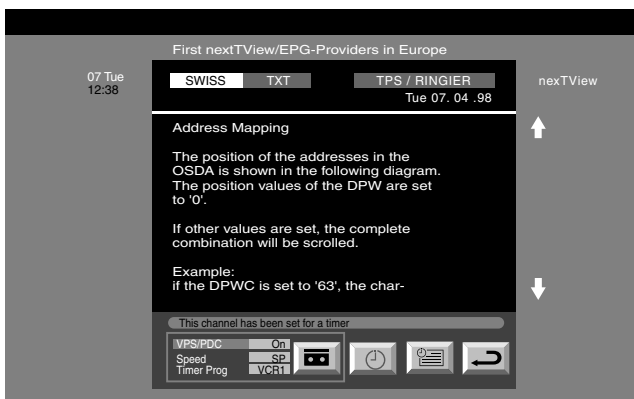 First nextTView/EPG-Providers in Europe
07 Tue
12:38
SWISS TXT TPS / RINGIER
nexTView
Tue 07. 04 .98
Address Mapping
The position of the addresses in the
OSDA is shown in the following diagram.
The position values of the DPW are set
to '0'.
If other values are set, the complete
combination will be scrolled.
Example:
if the DPWC is set to '63', the char-
This channel has been set for a timer
VPS/PDC On
Speed SP
Timer Prog VCR1